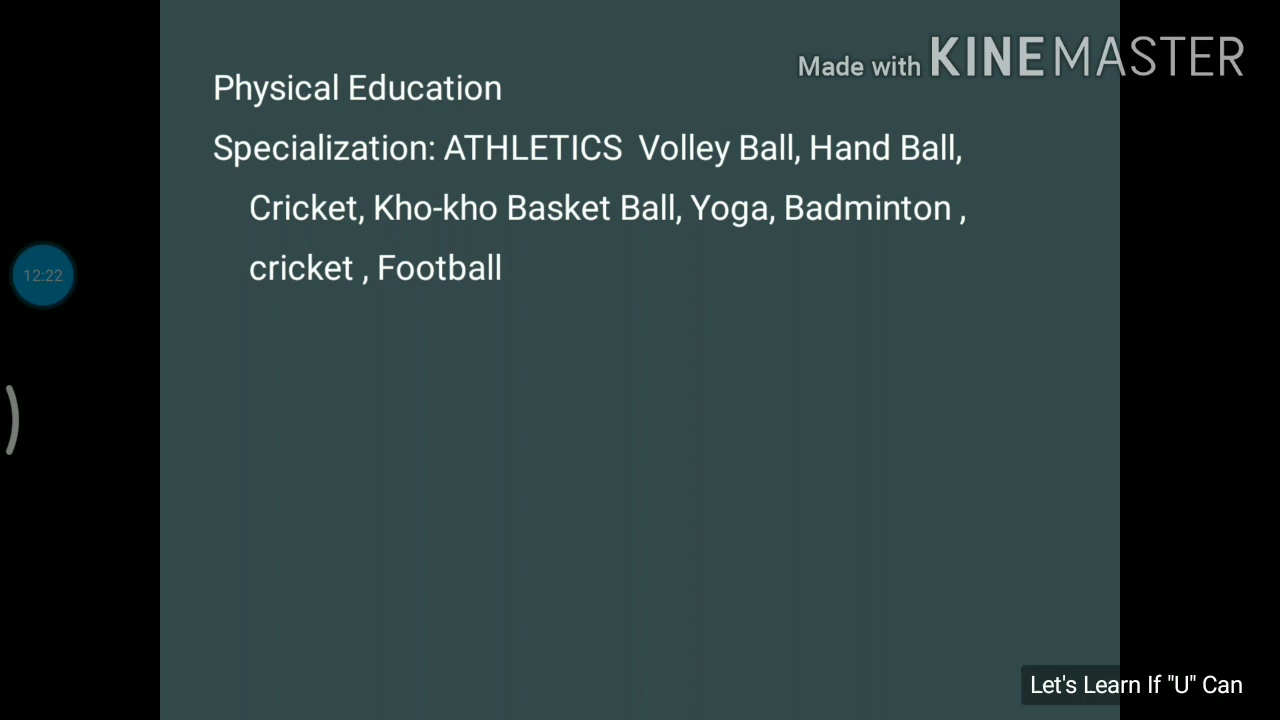 Made with KINEMASTER
Physical Education
Specialization: ATHLETICS  Volley Ball, Hand Ball,
Cricket, Kho-kho Basket Ball, Yoga, Badminton ,
cricket , Football
12:22
Let's Learn If "U" Can